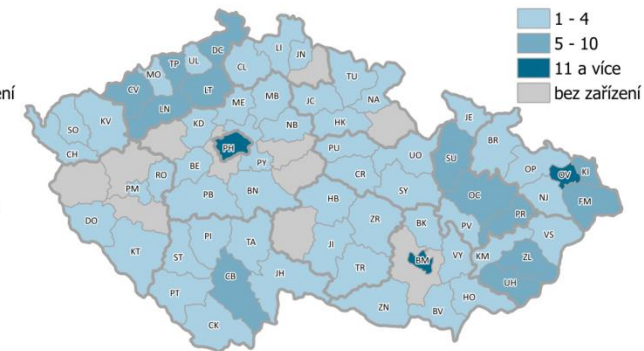 1 - 4
5 - 10
11 a více
bez zařízení
ení
DC
LI
JN
TP
UL
MO
CL
CV
LT
TU
LN
ME
MB
JC
NA
KV
SO
KD
NB
HK
JE
CH
PH
BR
RO
BE
PY
PU
UO
SU
OP
OV
KI
PM
CR
PB
BN
SY
OC
NJ
FM
HB
PR
DO
ZR
BK
PV
VS
KT
PI
TA
ST
JI
VY
KM
ZL
CB
TR
BM
JH
UH
PT
HO
ZN
BV
CK